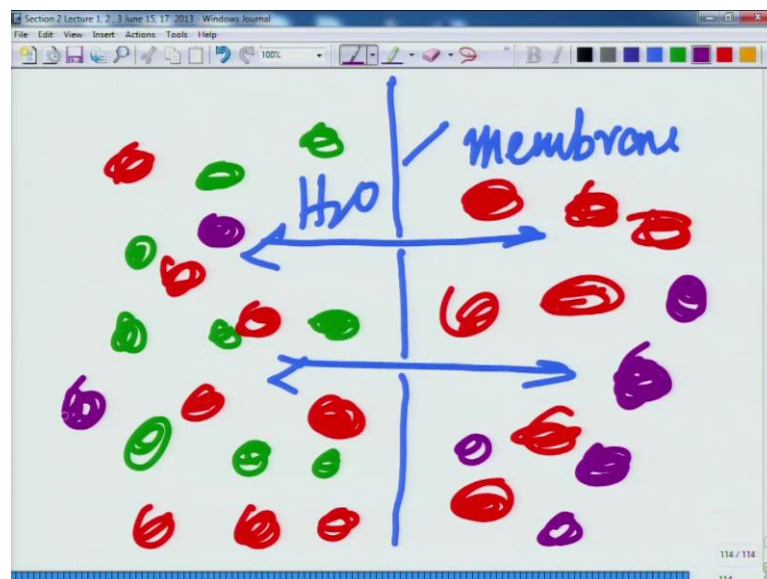 Section 2 Lecture 1, 2 , 3 June 15, 17 2013 - Windows Journal
File Edit View Insert Actions Tools Help
100%
B I
membrane
H2O
114 / 114
114